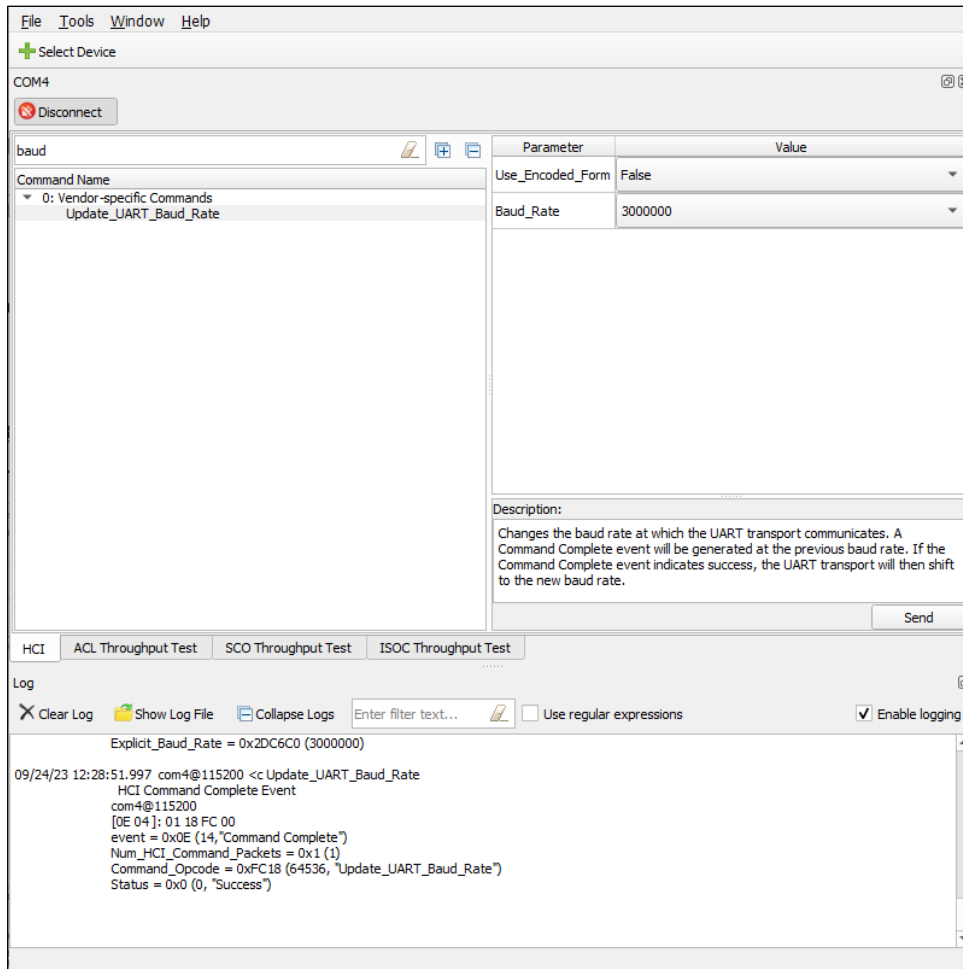 File Tools Window Help
Select Device
COM4
Disconnect
baud
Command Name
0: Vendor-specific Commands
Update_UART_Baud_Rate
Parameter Value
Use_Encoded_Form False
Baud_Rate 3000000
Description:
Changes the baud rate at which the UART transport communicates. A
Command Complete event will be generated at the previous baud rate. If the
Command Complete event indicates success, the UART transport will then shift
to the new baud rate.
Send
HCI ACL Throughput Test SCO Throughput Test ISOC Throughput Test
Log
Clear Log Show Log File Collapse Logs Enter filter text... Use regular expressions Enable logging
Explicit_Baud_Rate = 0x2DC6C0 (3000000)
09/24/23 12:28:51.997 com4@115200 <c Update_UART_Baud_Rate
HCI Command Complete Event
com4@115200
[0E 04]: 01 18 FC 00
event = 0x0E (14,"Command Complete")
Num_HCI_Command_Packets = 0x1 (1)
Command_Opcode = 0xFC18 (64536, "Update_UART_Baud_Rate")
Status = 0x0 (0, "Success")